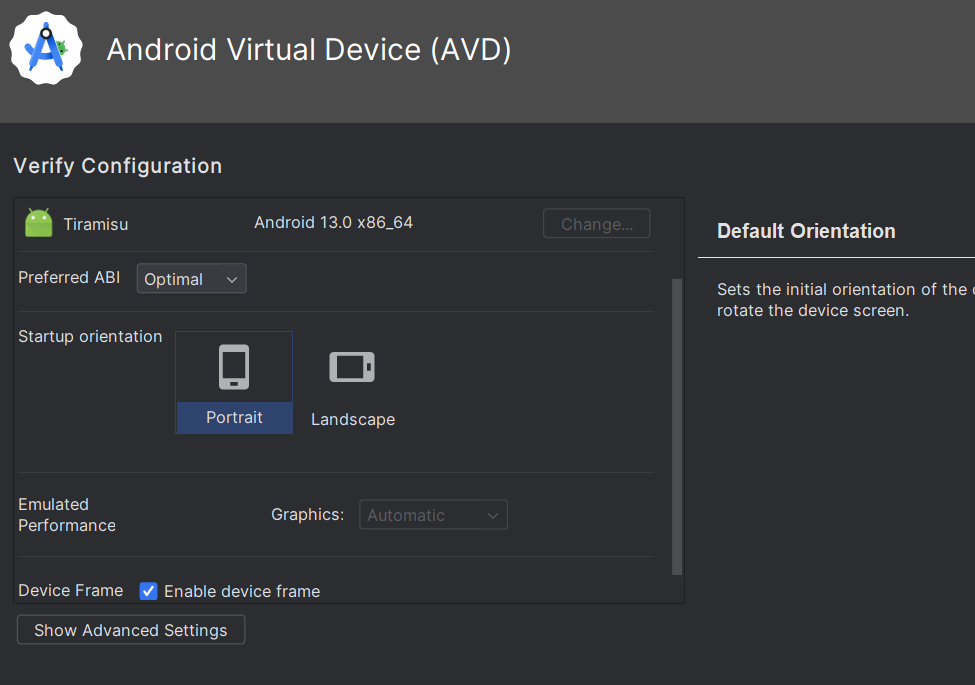 Android Virtual Device (AVD)
Verify Configuration
Tiramisu Android 13.0 x86_64 Change...
Preferred ABI Optimal
Startup orientation
Portrait
Landscape
Emulated
Performance
Graphics: Automatic
Device Frame Enable device frame
Show Advanced Settings
Default Orientation
Sets the initial orientation of the
rotate the device screen.